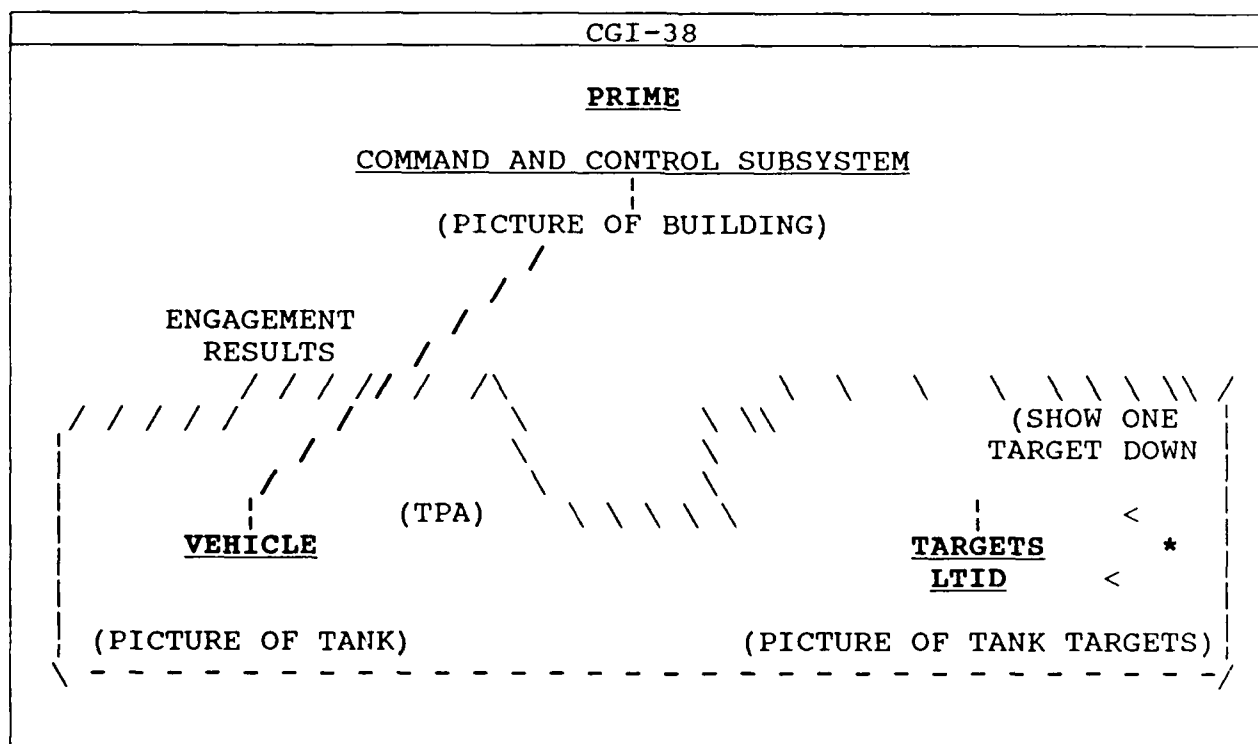 CGI-38
PRIME
COMMAND AND CONTROL SUBSYSTEM
(PICTURE OF BUILDING)
ENGAGEMENT
RESULTS
(SHOW ONE
TARGET DOWN
(TPA)
<
VEHICLE
TARGETS
*
LTID
<
(PICTURE OF TANK)
(PICTURE OF TANK TARGETS)